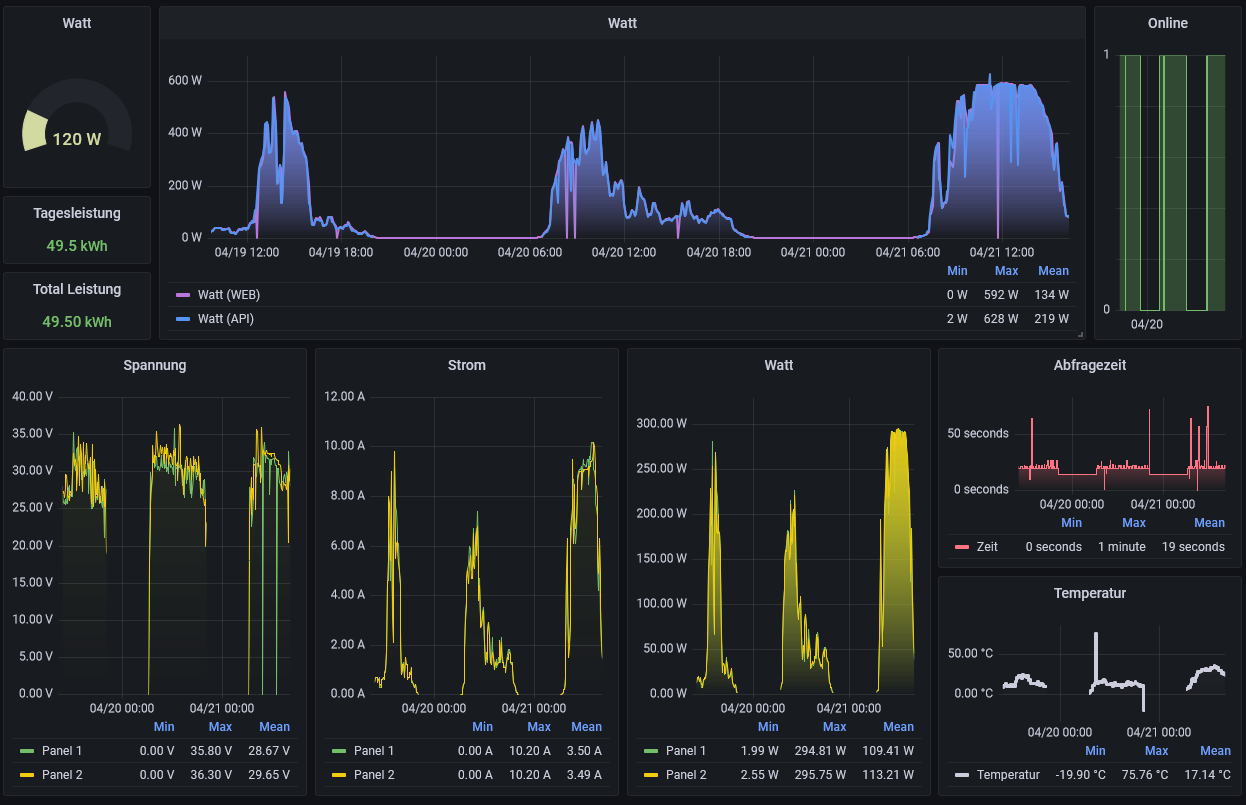 Watt
120 W
Tagesleistung
49.5 kWh
Total Leistung
49.50 kWh
Watt
600 W
400 W
200 W
0 W
04/19 12:00 04/19 18:00 04/20 00:00 04/20 06:00 04/20 12:00 04/20 18:00 04/21 00:00 04/21 06:00 04/21 12:00
Min Max Mean
Watt (WEB) 0 W 592 W 134 W
Watt (API) 2 W 628 W 219 W
Online
1
0
04/20
Spannung
40.00 V
35.00 V
30.00 V
25.00 V
20.00 V
15.00 V
10.00 V
5.00 V
0.00 V
04/20 00:00 04/21 00:00
Min Max Mean
Panel 1 0.00 V 35.80 V 28.67 V
Panel 2 0.00 V 36.30 V 29.65 V
Strom
12.00 A
10.00 A
8.00 A
6.00 A
4.00 A
2.00 A
0.00 A
04/20 00:00 04/21 00:00
Min Max Mean
Panel 1 0.00 A 10.20 A 3.50 A
Panel 2 0.00 A 10.20 A 3.49 A
Watt
300.00 W
250.00 W
200.00 W
150.00 W
100.00 W
50.00 W
0.00 W
04/20 00:00 04/21 00:00
Min Max Mean
Panel 1 1.99 W 294.81 W 109.41 W
Panel 2 2.55 W 295.75 W 113.21 W
Abfragezeit
50 seconds
0 seconds
04/20 00:00 04/21 00:00
Min Max Mean
Zeit 0 seconds 1 minute 19 seconds
Temperatur
50.00 °C
0.00 °C
04/20 00:00 04/21 00:00
Min Max Mean
Temperatur -19.90 °C 75.76 °C 17.14 °C